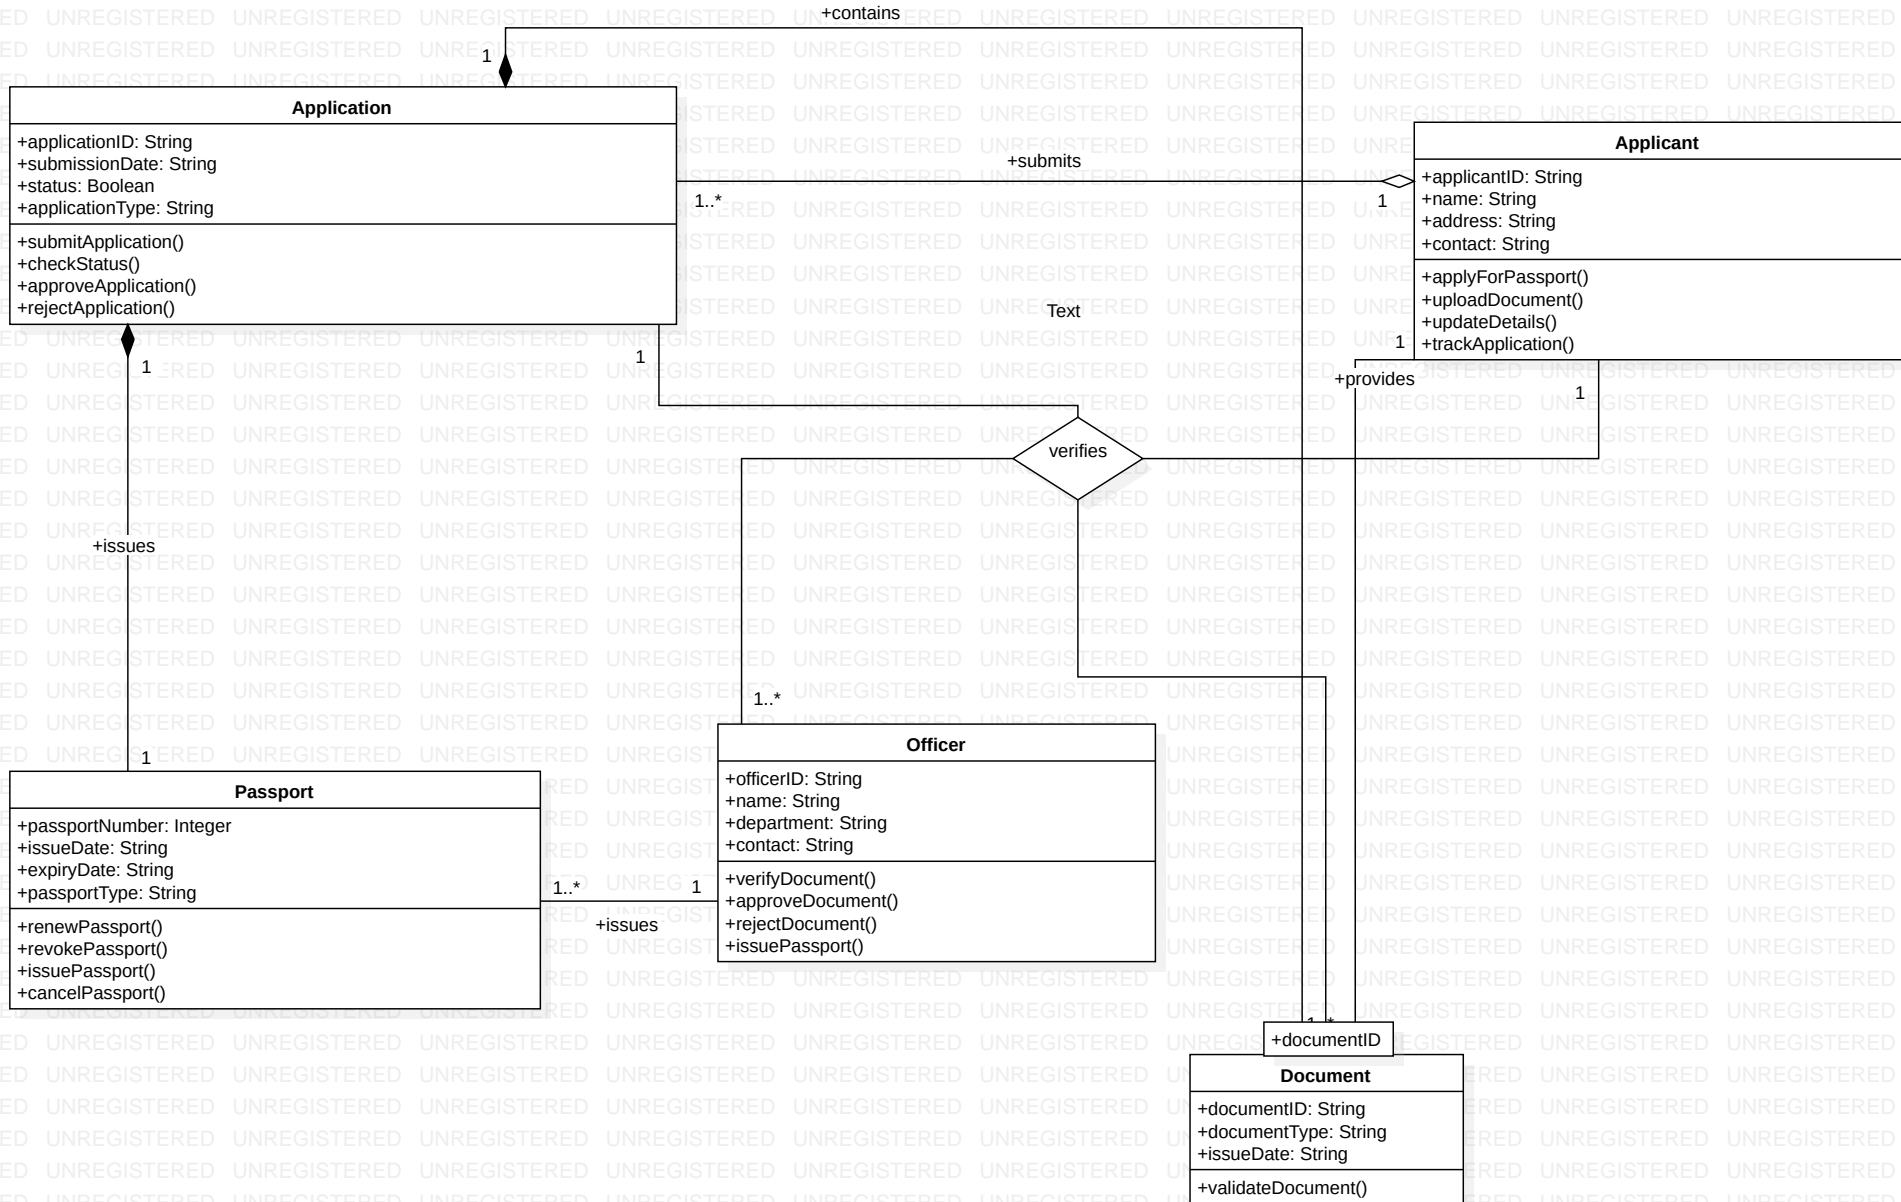 +contains
1
Application
+applicationID: String
+submissionDate: String
+status: Boolean
+applicationType: String
+submitApplication()
+checkStatus()
+approveApplication()
+rejectApplication()
+submits
1..*
1
Applicant
+applicantID: String
+name: String
+address: String
+contact: String
+applyForPassport()
+uploadDocument()
+updateDetails()
+trackApplication()
Text
1
1
1
+provides
1
verifies
+issues
1..*
1
Passport
+passportNumber: Integer
+issueDate: String
+expiryDate: String
+passportType: String
+renewPassport()
+revokePassport()
+issuePassport()
+cancelPassport()
1..*
1
+issues
Officer
+officerID: String
+name: String
+department: String
+contact: String
+verifyDocument()
+approveDocument()
+rejectDocument()
+issuePassport()
+documentID
Document
+documentID: String
+documentType: String
+issueDate: String
+validateDocument()
UNREGISTERED